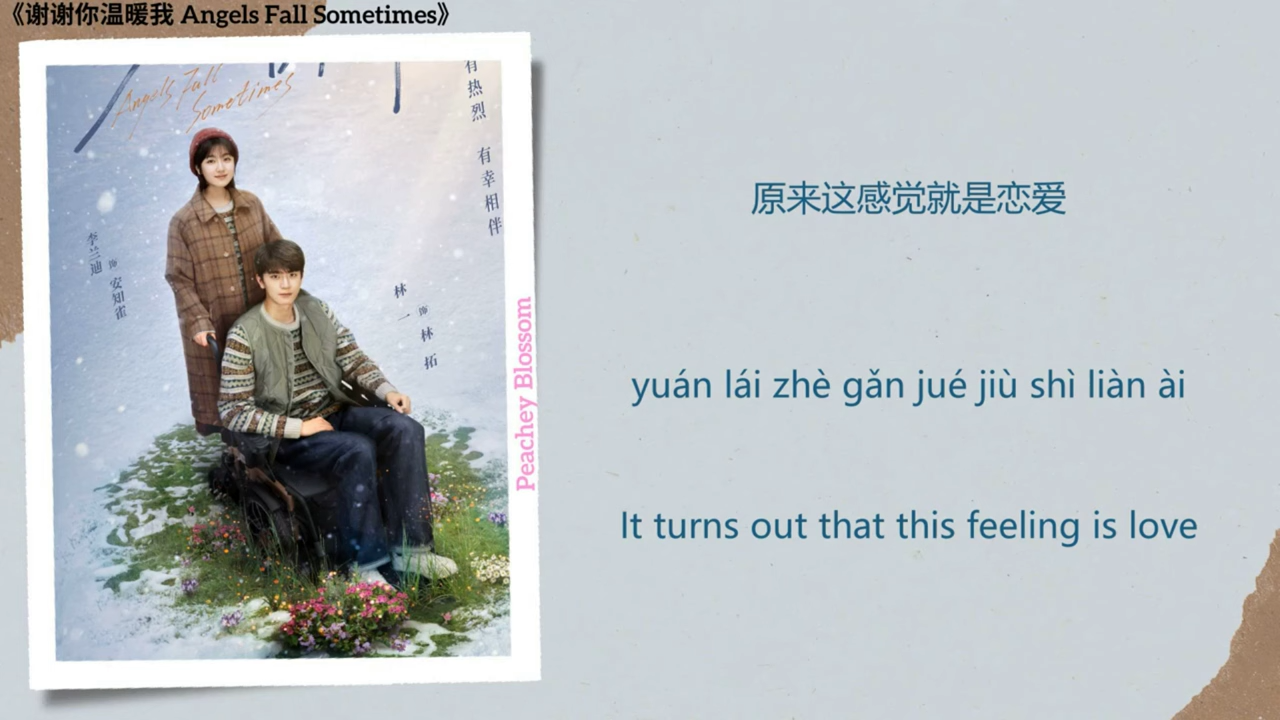 《谢谢你温暖我 Angels Fall Sometimes》
Angels Fall
Sometimes
有热烈 有幸相伴
李兰迪 饰 安知雀
林一 饰 林拓
Peachey Blossom
原来这感觉就是恋爱
yuán lái zhè gǎn jué jiù shì liàn ài
It turns out that this feeling is love